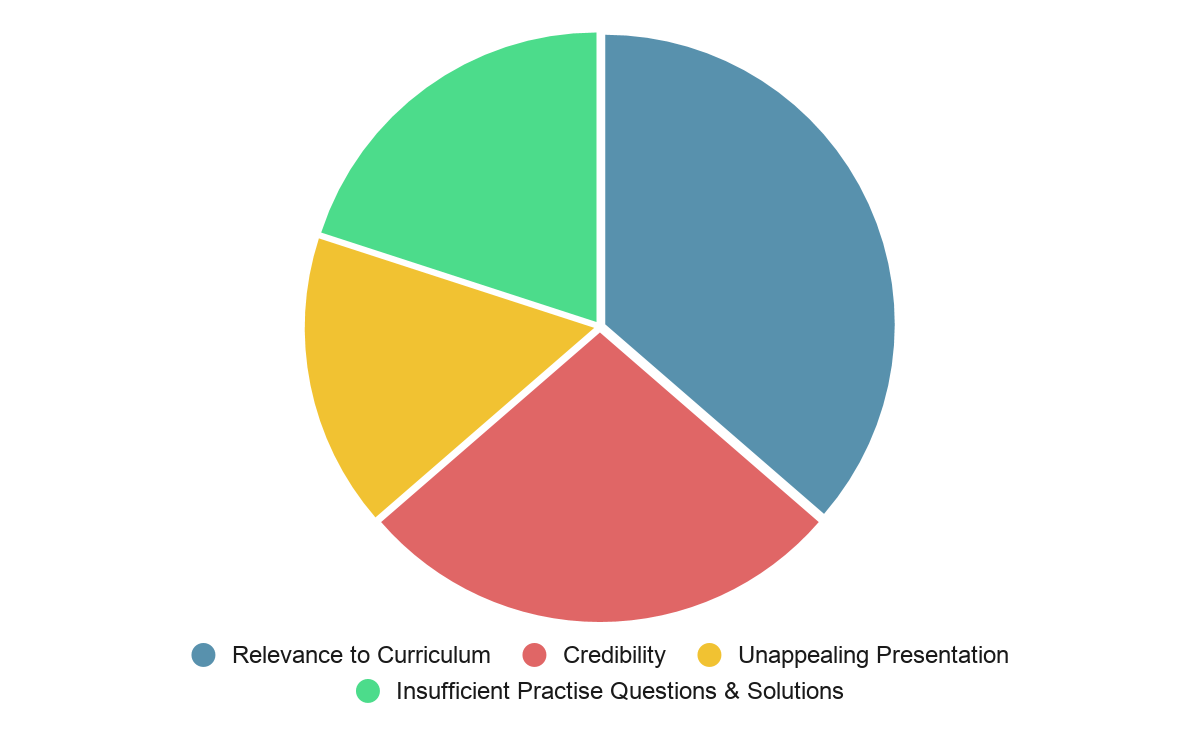 Relevance to Curriculum Credibility Unappealing Presentation
Insufficient Practise Questions & Solutions